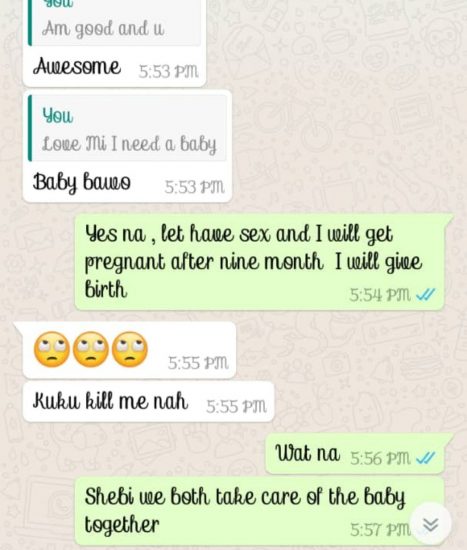 You
Am good and u
Awesome 5:53 PM
You
Love Mi I need a baby
Baby bawo 5:53 PM
Yes na , let have sex and I will get
pregnant after nine month I will give
birth
5:54 PM
5:55 PM
Kuku kill me nah 5:55 PM
Wat na 5:56 PM
Shebi we both take care of the baby
together
5:57 PM